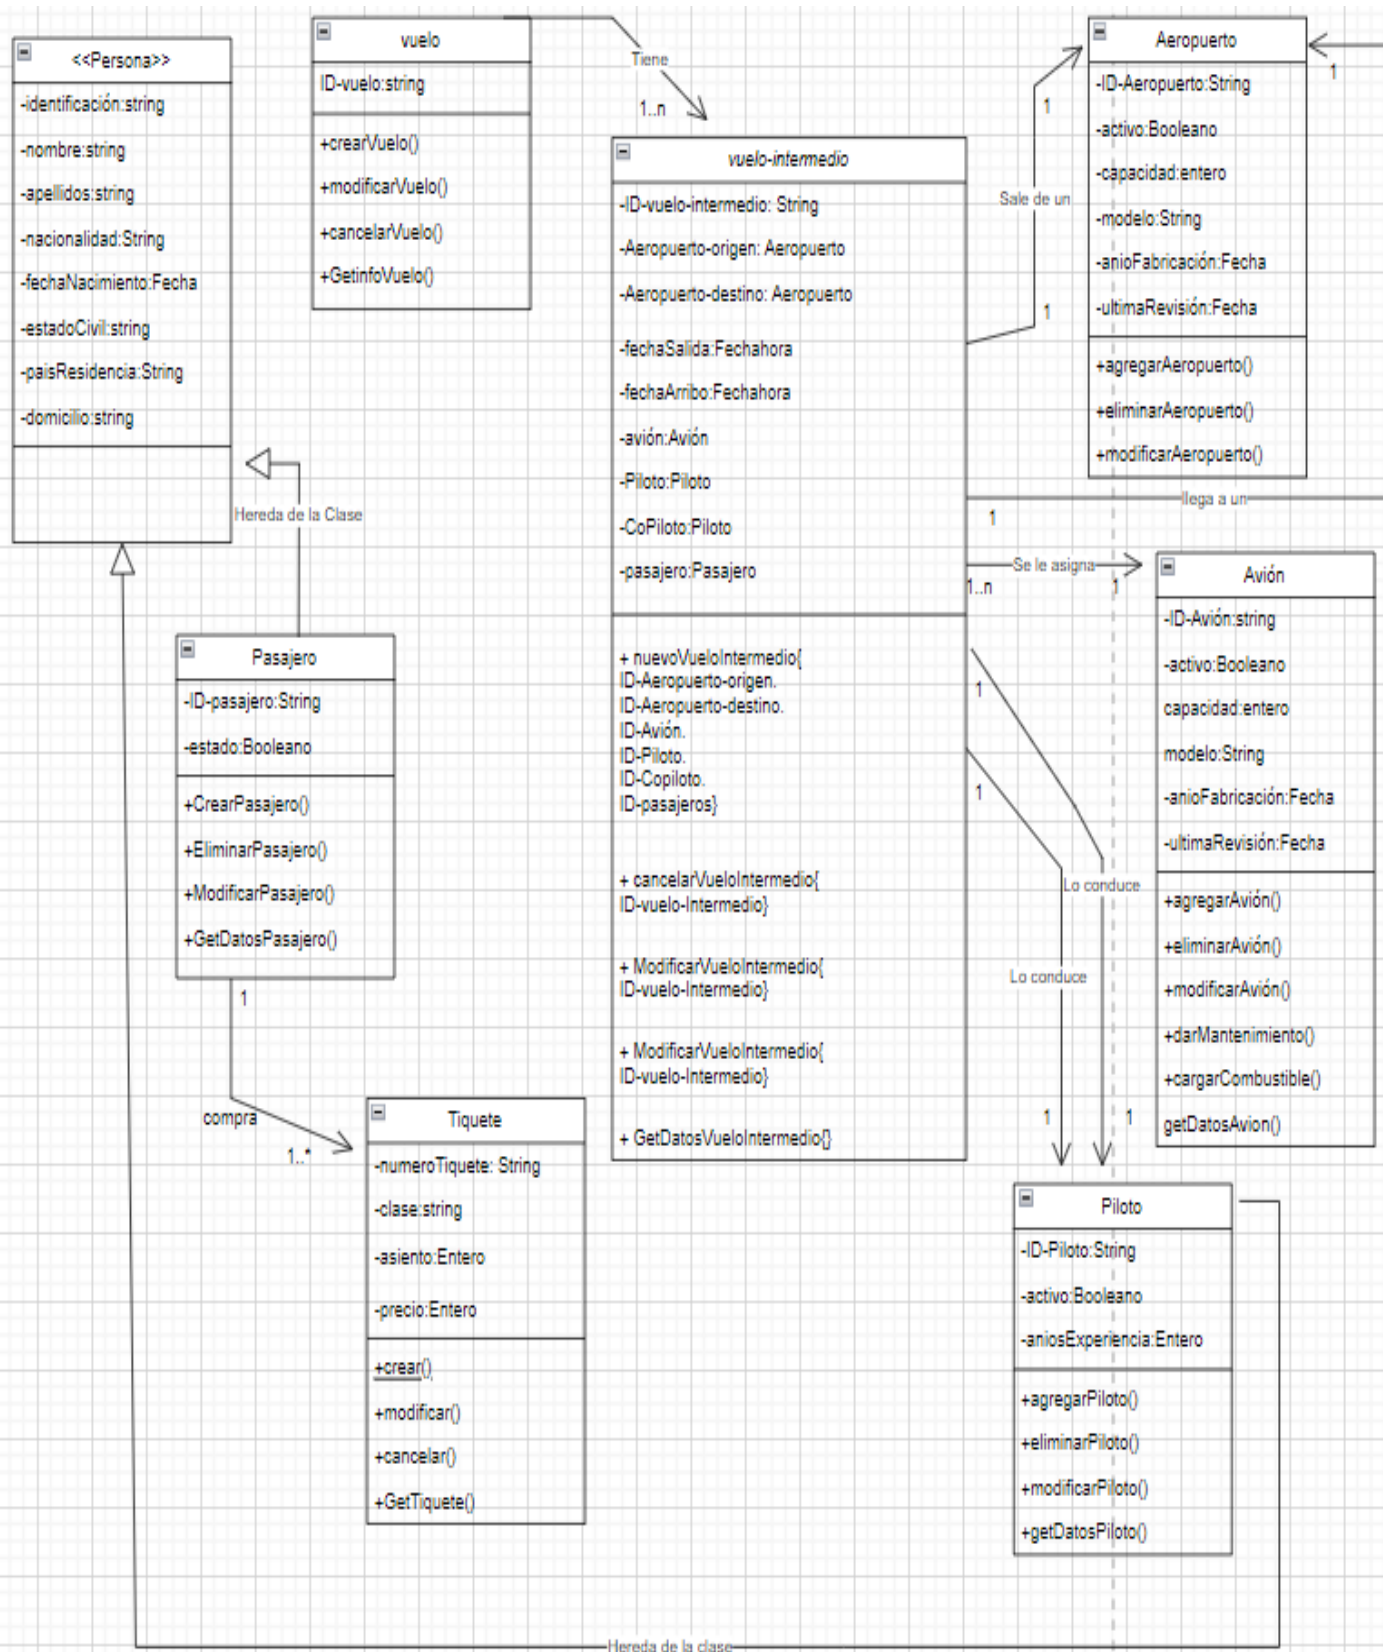 <<Persona>>
-identificación:string
-nombre:string
-apellidos:string
-nacionalidad:String
-fechaNacimiento:Fecha
-estadoCivil:string
-paisResidencia:String
-domicilio:string
vuelo
ID-vuelo:string
+crearVuelo()
+modificarVuelo()
+cancelarVuelo()
+GetinfoVuelo()
Tiene
1..n
vuelo-intermedio
-ID-vuelo-intermedio: String
-Aeropuerto-origen: Aeropuerto
-Aeropuerto-destino: Aeropuerto
-fechaSalida:Fechahora
-fechaArribo:Fechahora
-avión:Avión
-Piloto:Piloto
-CoPiloto:Piloto
-pasajero:Pasajero
+ nuevoVueloIntermedio{
ID-Aeropuerto-origen.
ID-Aeropuerto-destino.
ID-Avión.
ID-Piloto.
ID-Copiloto.
ID-pasajeros}
+ cancelarVueloIntermedio{
ID-vuelo-Intermedio}
+ ModificarVueloIntermedio{
ID-vuelo-Intermedio}
+ ModificarVueloIntermedio{
ID-vuelo-Intermedio}
+ GetDatosVueloIntermedio{}
1
Sale de un
1
Aeropuerto
-ID-Aeropuerto:String
-activo:Booleano
-capacidad:entero
-modelo:String
-anioFabricación:Fecha
-ultimaRevisión:Fecha
+agregarAeropuerto()
+eliminarAeropuerto()
+modificarAeropuerto()
1
llega a un
1
Se le asigna
1..n
1
Avión
-ID-Avión:string
-activo:Booleano
capacidad:entero
modelo:String
-anioFabricación:Fecha
-ultimaRevisión:Fecha
+agregarAvión()
+eliminarAvión()
+modificarAvión()
+darMantenimiento()
+cargarCombustible()
getDatosAvion()
1
1
Lo conduce
Lo conduce
1
1
Hereda de la Clase
Pasajero
-ID-pasajero:String
-estado:Booleano
+CrearPasajero()
+EliminarPasajero()
+ModificarPasajero()
+GetDatosPasajero()
1
compra
1..*
Tiquete
-numeroTiquete: String
-clase:string
-asiento:Entero
-precio:Entero
+crear()
+modificar()
+cancelar()
+GetTiquete()
Piloto
-ID-Piloto:String
-activo:Booleano
-aniosExperiencia:Entero
+agregarPiloto()
+eliminarPiloto()
+modificarPiloto()
+getDatosPiloto()
Hereda de la clase